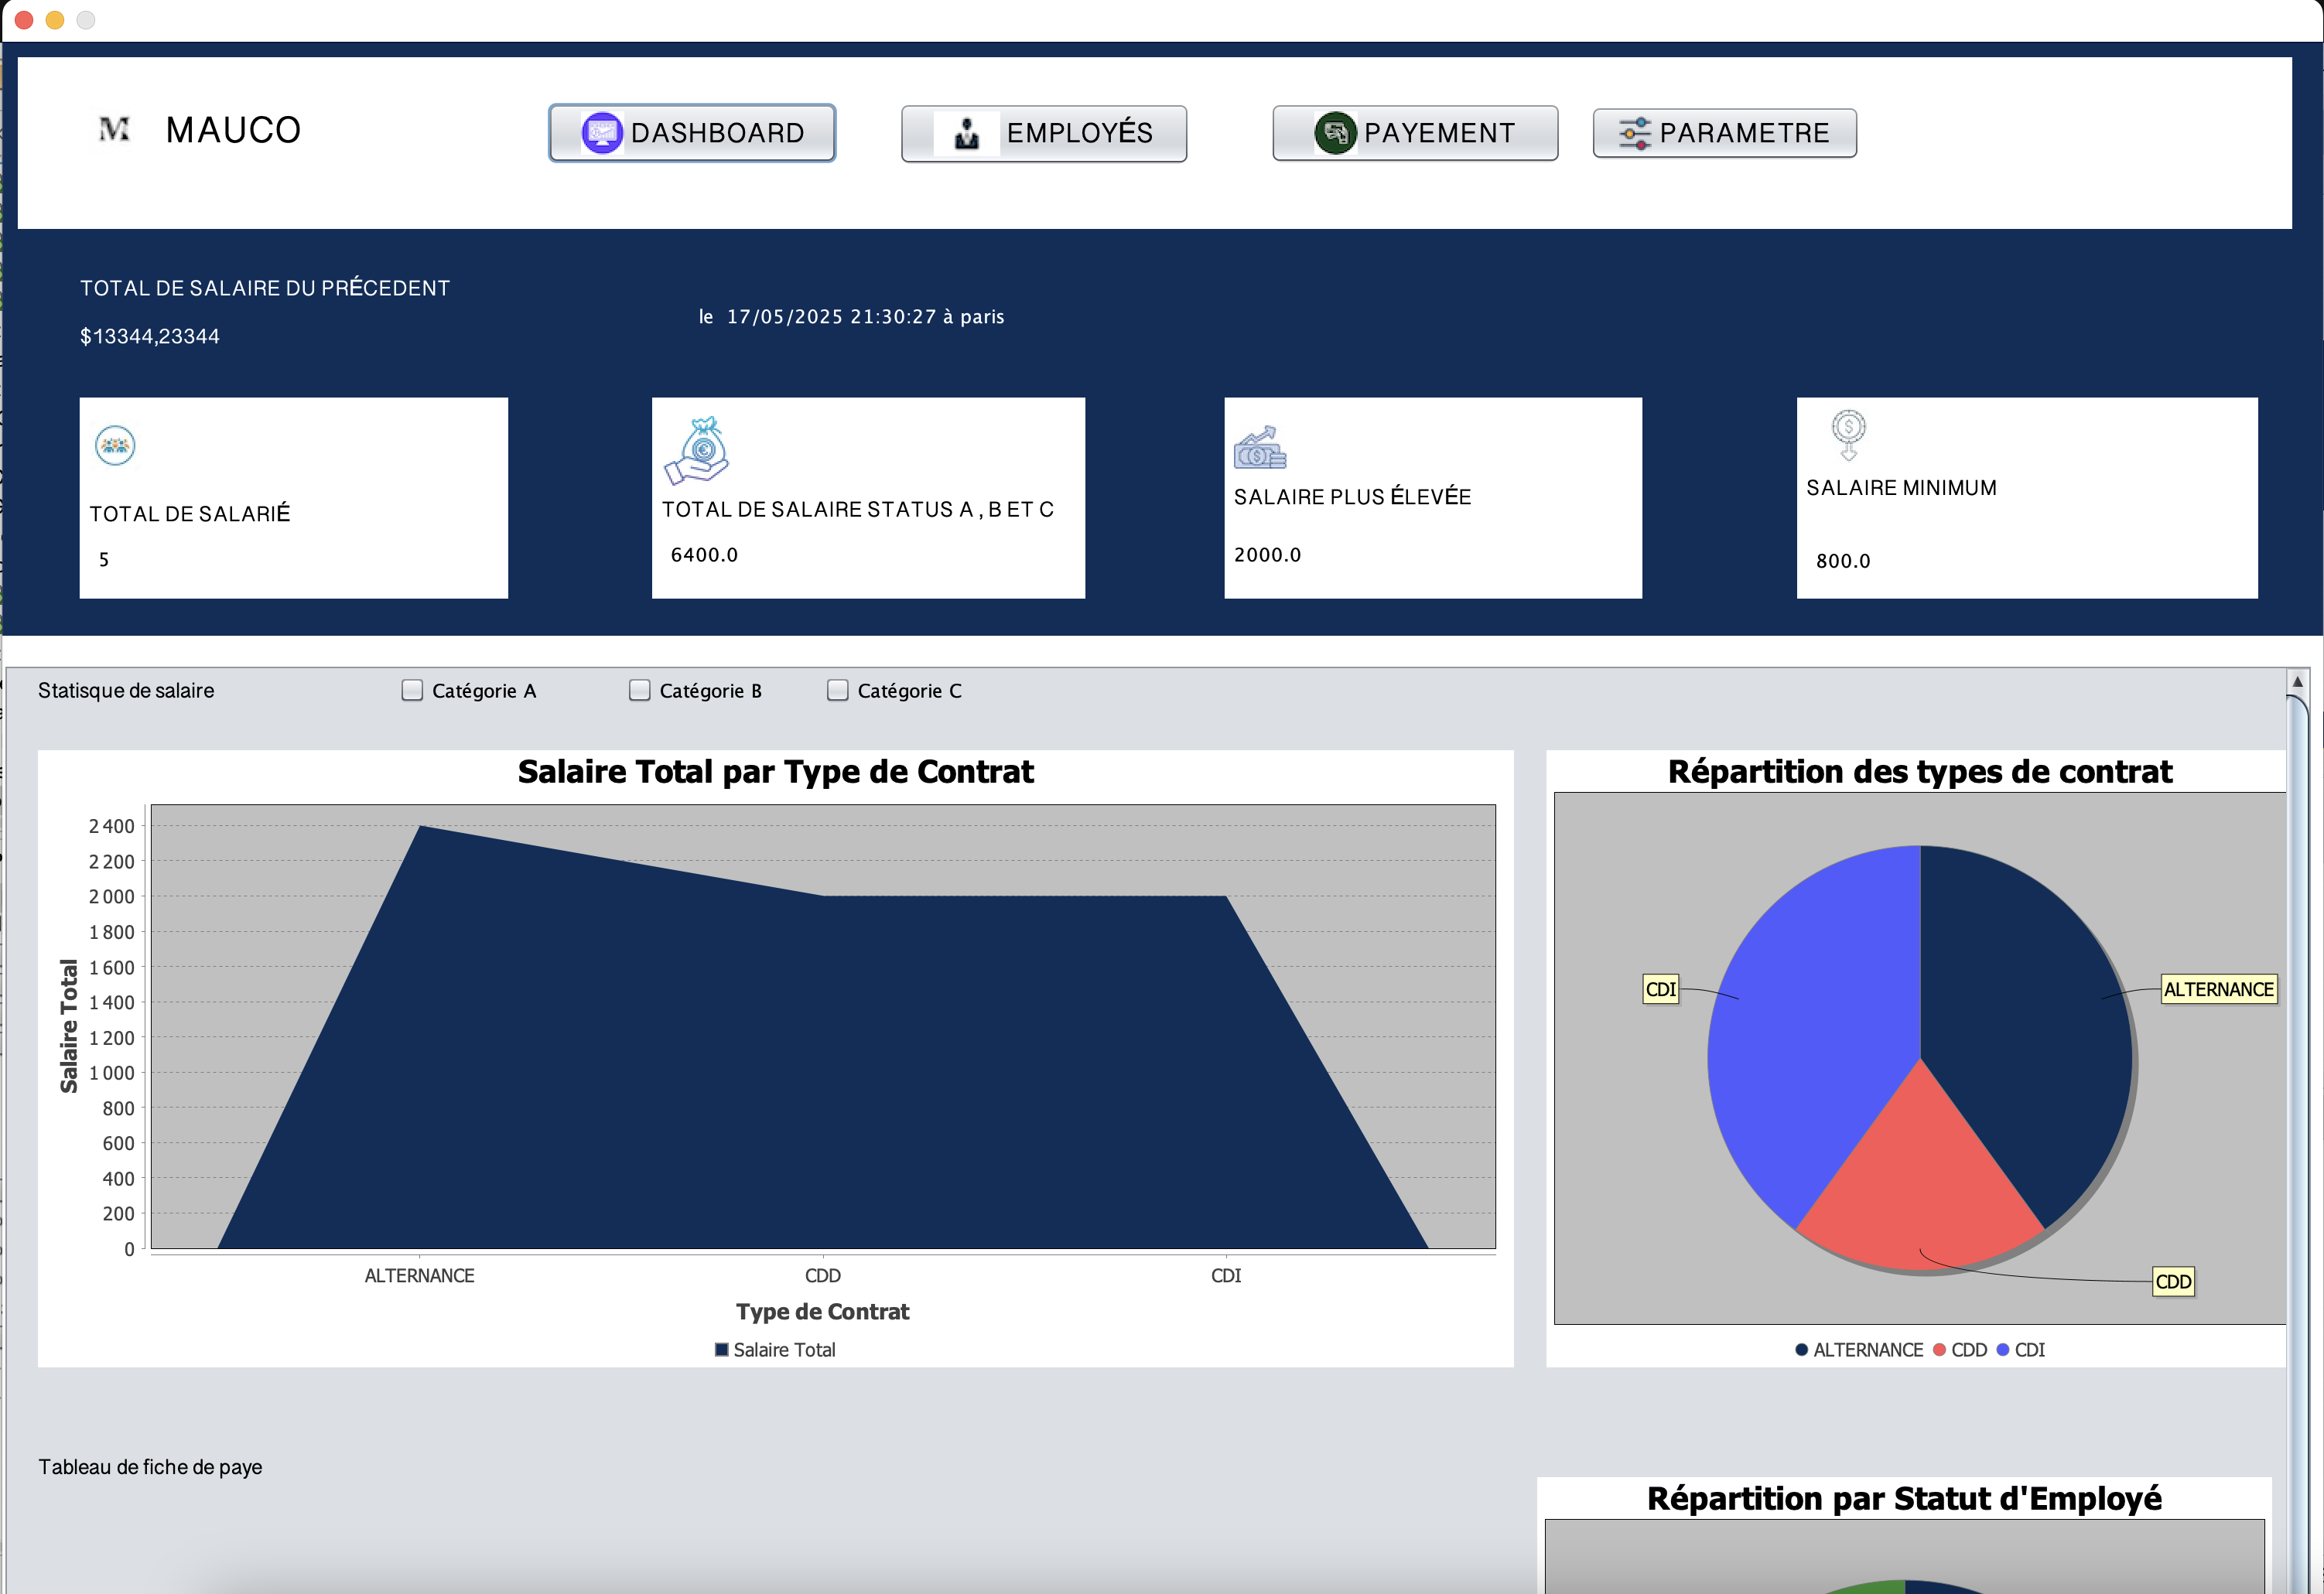 M MAUCO DASHBOARD EMPLOYÉS PAYEMENT PARAMETRE
TOTAL DE SALAIRE DU PRÉCEDENT
$13344,23344
le 17/05/2025 21:30:27 à paris
TOTAL DE SALARIÉ
5
TOTAL DE SALAIRE STATUS A , B ET C
6400.0
SALAIRE PLUS ÉLEVÉE
2000.0
SALAIRE MINIMUM
800.0
Statisque de salaire Catégorie A Catégorie B Catégorie C
Salaire Total par Type de Contrat
2 400
2 200
2 000
1 800
1 600
1 400
1 200
1 000
800
600
400
200
0
Salaire Total
ALTERNANCE CDD CDI
Type de Contrat
Salaire Total
Répartition des types de contrat
CDI
ALTERNANCE
CDD
ALTERNANCE CDD CDI
Tableau de fiche de paye
Répartition par Statut d'Employé